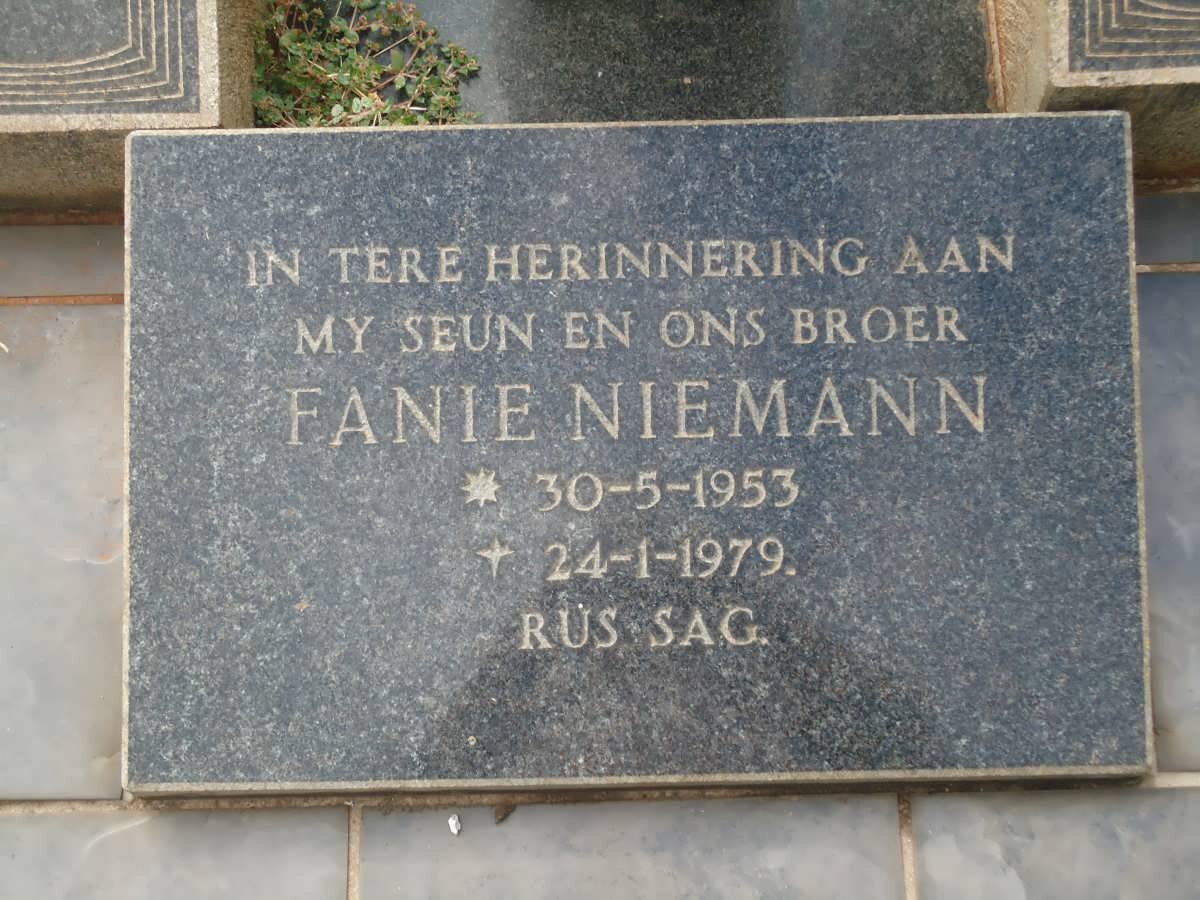 IN TERE HERINNERING AAN
MY SEUN EN ONS BROER
FANIE NIEMANN
30-5-1953
24-1-1979.
RUS SAG.